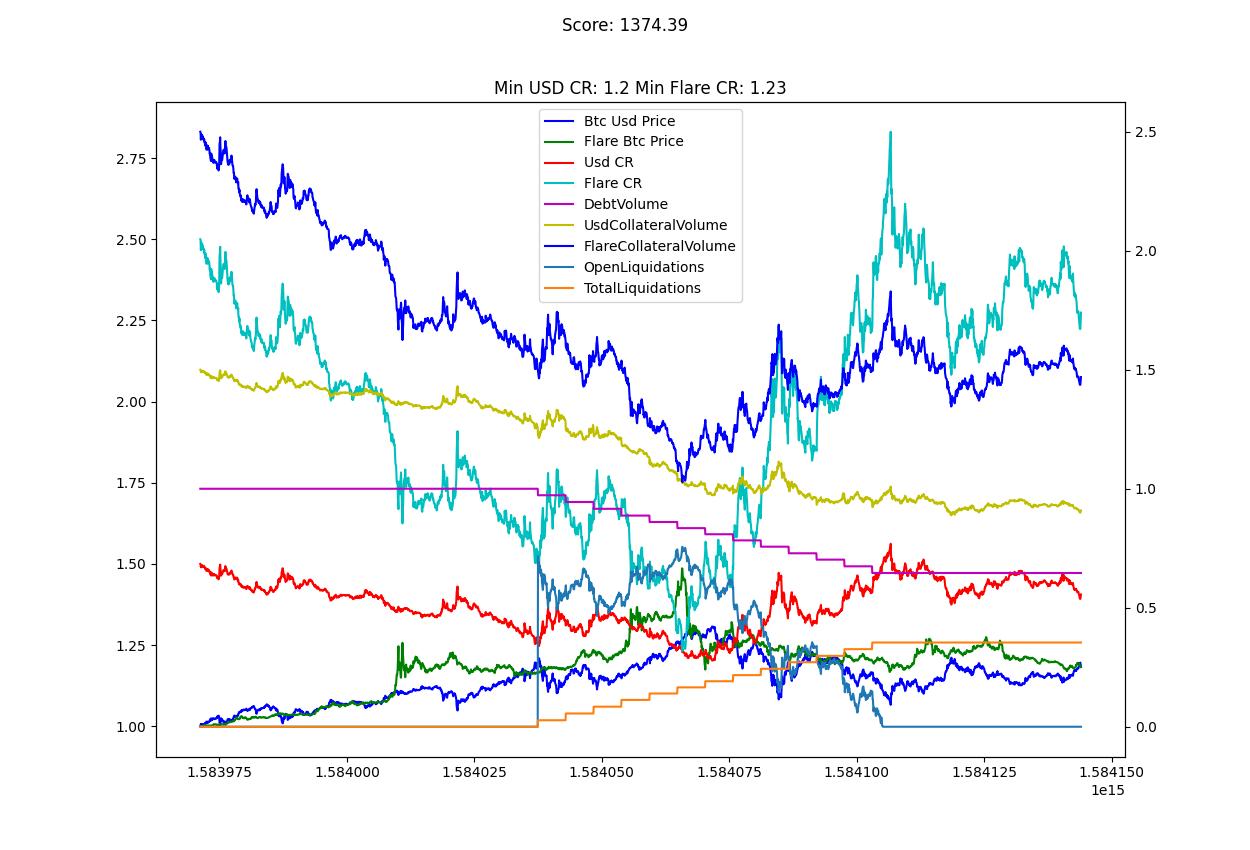 Score: 1374.39
Min USD CR: 1.2 Min Flare CR: 1.23
Btc Usd Price
Flare Btc Price
Usd CR
Flare CR
DebtVolume
UsdCollateralVolume
FlareCollateralVolume
OpenLiquidations
TotalLiquidations
2.75
2.50
2.25
2.00
1.75
1.50
1.25
1.00
2.5
2.0
1.5
1.0
0.5
0.0
1.583975 1.584000 1.584025 1.584050 1.584075 1.584100 1.584125 1.584150
1e15